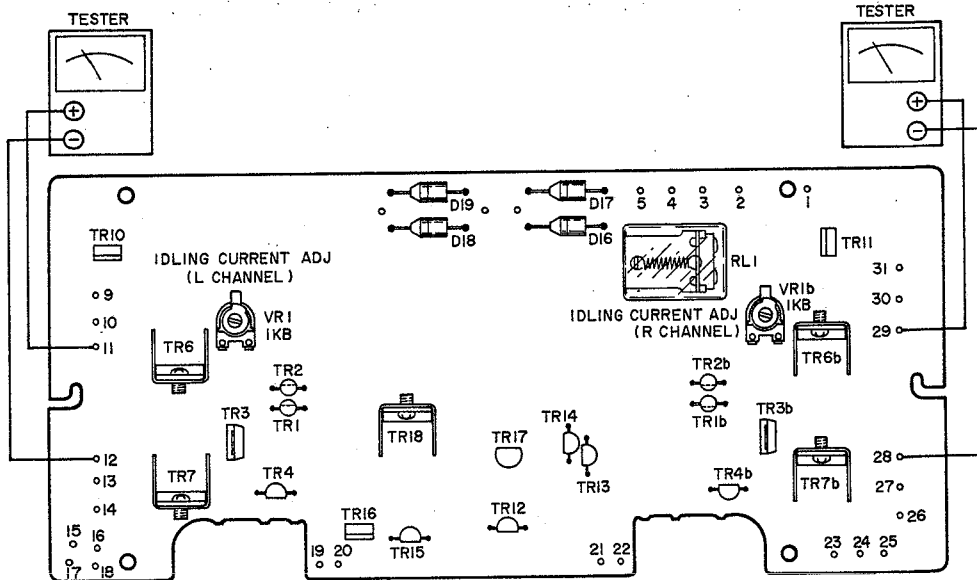 TESTER
TESTER
+
−
+
−
D19
D17
D18
D16
5
4
3
2
1
TR10
TR11
IDLING CURRENT ADJ
(L CHANNEL)
RL1
31
9
VR1b
1KB
30
10
VR1
1KB
IDLING CURRENT ADJ
(R CHANNEL)
29
11
TR6
TR6b
TR2
TR2b
TR1
TR1b
TR3
TR18
TR17
TR14
TR13
TR3b
12
28
13
TR7
TR4
TR4b
TR7b
27
14
26
TR16
TR15
TR12
15
16
17
18
19
20
21
22
23
24
25